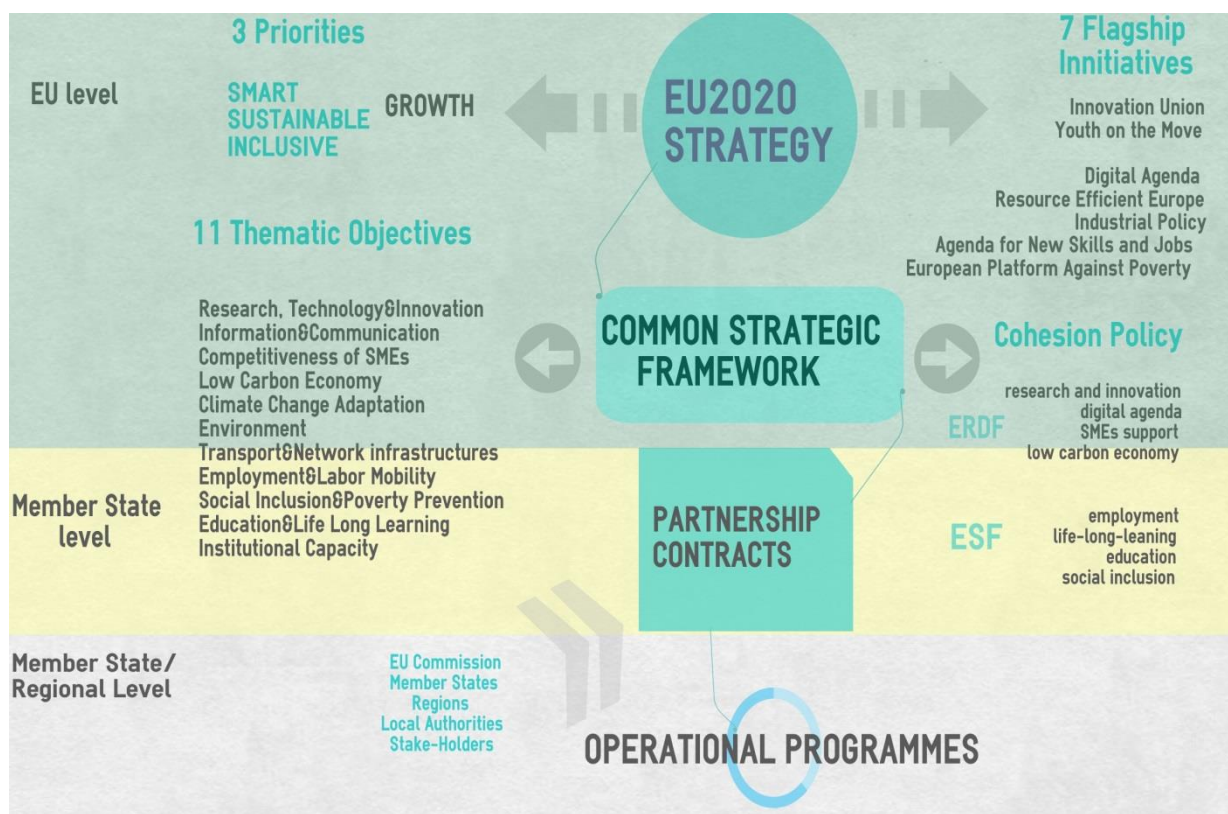 3 Priorities
EU level
SMART
SUSTAINABLE
INCLUSIVE
GROWTH
EU2020
STRATEGY
7 Flagship
Innitiatives
Innovation Union
Youth on the Move
Digital Agenda
Resource Efficient Europe
Industrial Policy
Agenda for New Skills and Jobs
European Platform Against Poverty
11 Thematic Objectives
Research, Technology&Innovation
Information&Communication
Competitiveness of SMEs
Low Carbon Economy
Climate Change Adaptation
Environment
Transport&Network infrastructures
Employment&Labor Mobility
Social Inclusion&Poverty Prevention
Education&Life Long Learning
Institutional Capacity
COMMON STRATEGIC
FRAMEWORK
Cohesion Policy
ERDF
research and innovation
digital agenda
SMEs support
low carbon economy
Member State
level
PARTNERSHIP
CONTRACTS
ESF
employment
life-long-leaning
education
social inclusion
Member State/
Regional Level
EU Commission
Member States
Regions
Local Authorities
Stake-Holders
OPERATIONAL PROGRAMMES